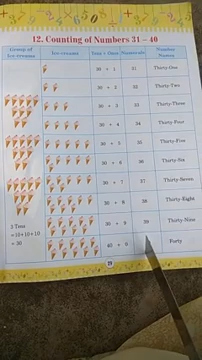 12. Counting of Numbers 31 – 40
Group of Ice-creams Ice-creams Ten's Ones Numerals Number Names
30 + 1 31 Thirty-One
30 + 2 32 Thirty-Two
30 + 3 33 Thirty-Three
30 + 4 34 Thirty-Four
30 + 5 35 Thirty-Five
30 + 6 36 Thirty-Six
30 + 7 37 Thirty-Seven
30 + 8 38 Thirty-Eight
30 + 9 39 Thirty-Nine
40 + 0 Forty
3 Tens
=10+10+10
= 30